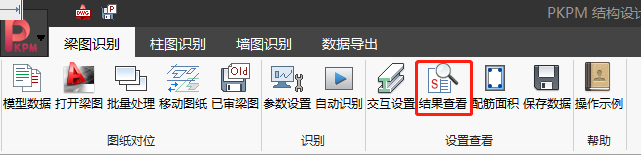 PKPM 结构设计
DWG
P
PKPM
梁图识别 柱图识别 墙图识别 数据导出
Old
S
模型数据 打开梁图 批量处理 移动图纸 已审梁图 参数设置 自动识别 交互设置 结果查看 配筋面积 保存数据 操作示例
图纸对位 识别 设置查看 帮助